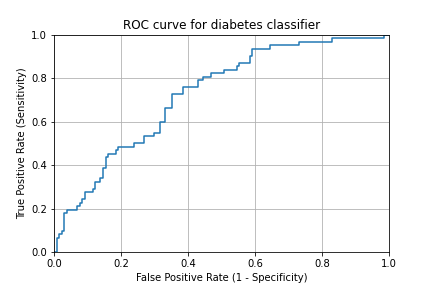 ROC curve for diabetes classifier
True Positive Rate (Sensitivity)
1.0
0.8
0.6
0.4
0.2
0.0
0.0 0.2 0.4 0.6 0.8 1.0
False Positive Rate (1 - Specificity)